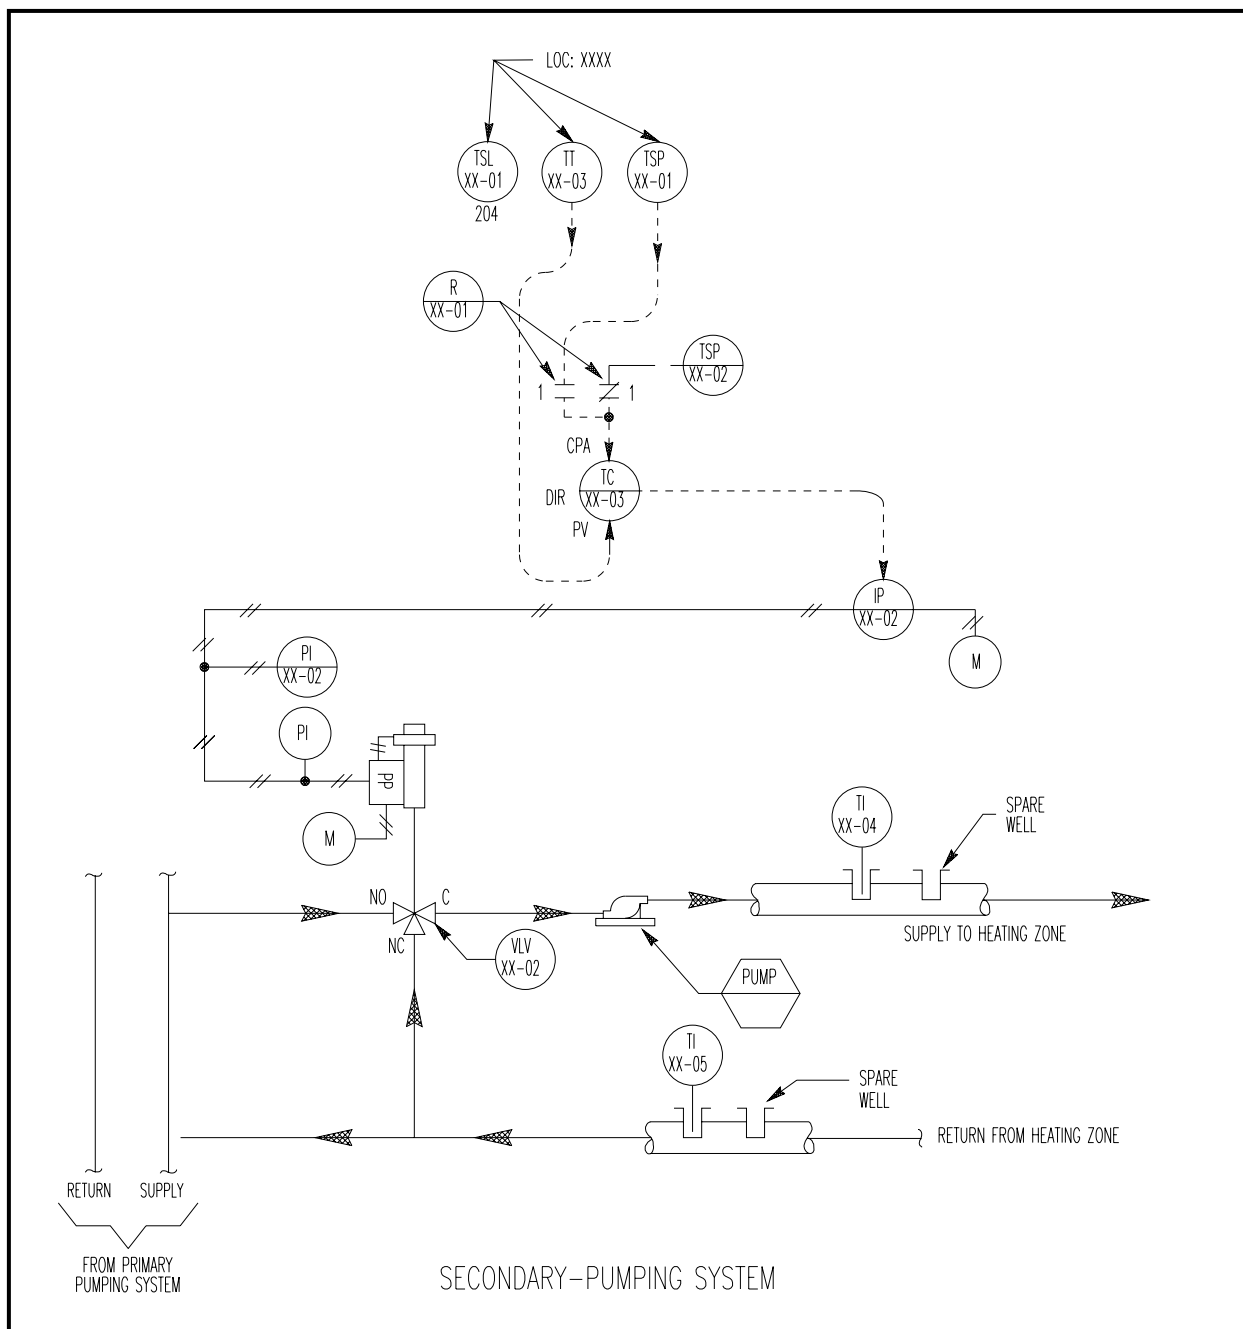 LOC: XXXX
TSL
XX-01
204
TT
XX-03
TSP
XX-01
R
XX-01
TSP
XX-02
1
1
CPA
TC
XX-03
DIR
PV
IP
XX-02
M
PI
XX-02
PI
PP
M
TI
XX-04
SPARE
WELL
NO
C
NC
VLV
XX-02
SUPPLY TO HEATING ZONE
PUMP
TI
XX-05
SPARE
WELL
RETURN FROM HEATING ZONE
RETURN
SUPPLY
FROM PRIMARY
PUMPING SYSTEM
SECONDARY-PUMPING SYSTEM